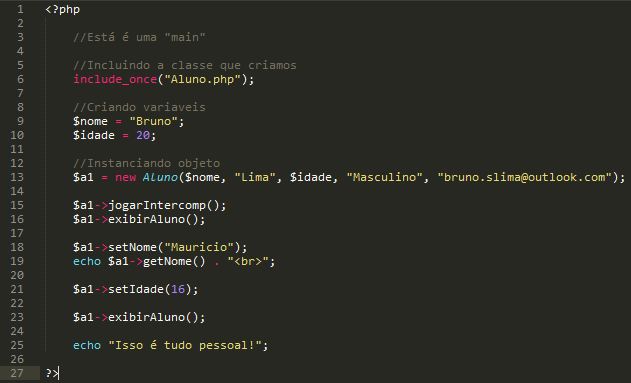 1 <?php
2
3 //Está é uma "main"
4
5 //Incluindo a classe que criamos
6 include_once("Aluno.php");
7
8 //Criando variaveis
9 $nome = "Bruno";
10 $idade = 20;
11
12 //Instanciando objeto
13 $a1 = new Aluno($nome, "Lima", $idade, "Masculino", "bruno.slima@outlook.com");
14
15 $a1->jogarIntercomp();
16 $a1->exibirAluno();
17
18 $a1->setNome("Mauricio");
19 echo $a1->getNome() . "<br>";
20
21 $a1->setIdade(16);
22
23 $a1->exibirAluno();
24
25 echo "Isso é tudo pessoal!";
26
27 ?>